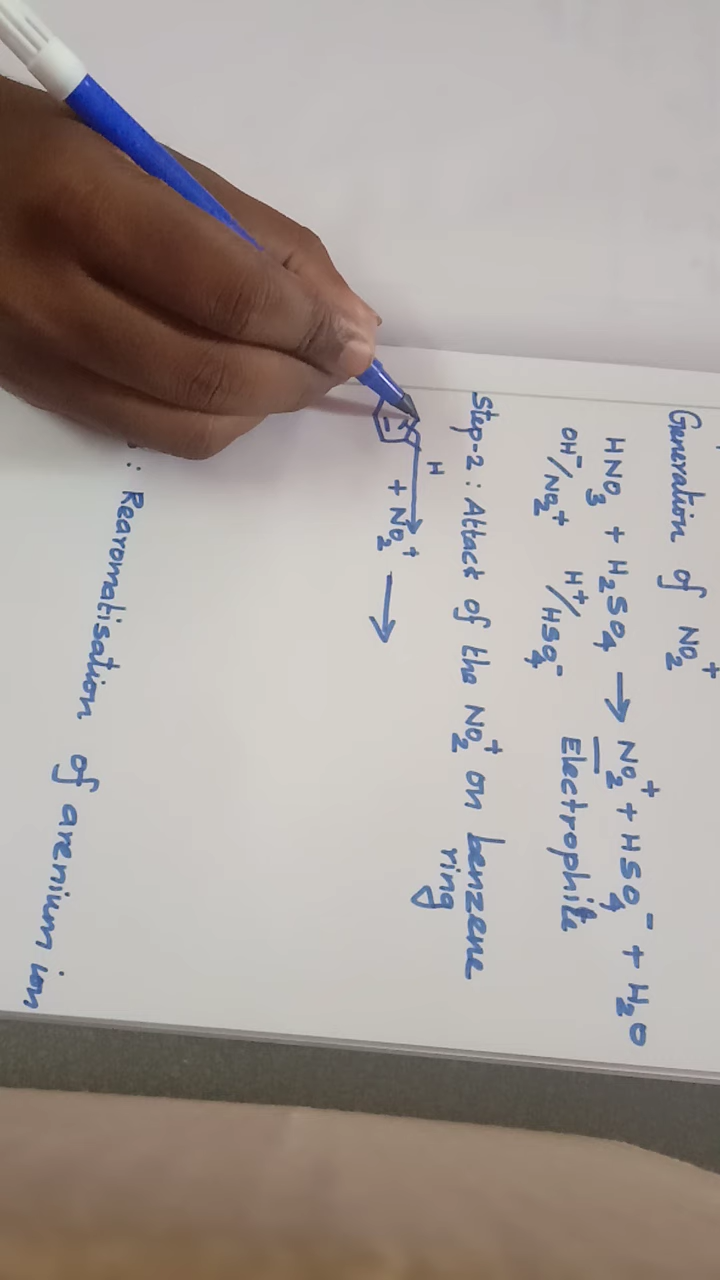 Generation of NO₂⁺
HNO₃ + H₂SO₄ → NO₂⁺ + HSO₄⁻ + H₂O
OH⁻/NO₂⁺ H⁺/HSO₄⁻ Electrophile
Step-2 : Attact of the NO₂⁺ on benzene
ring
H
+ NO₂⁺ →
: Rearomatisation of arenium ion